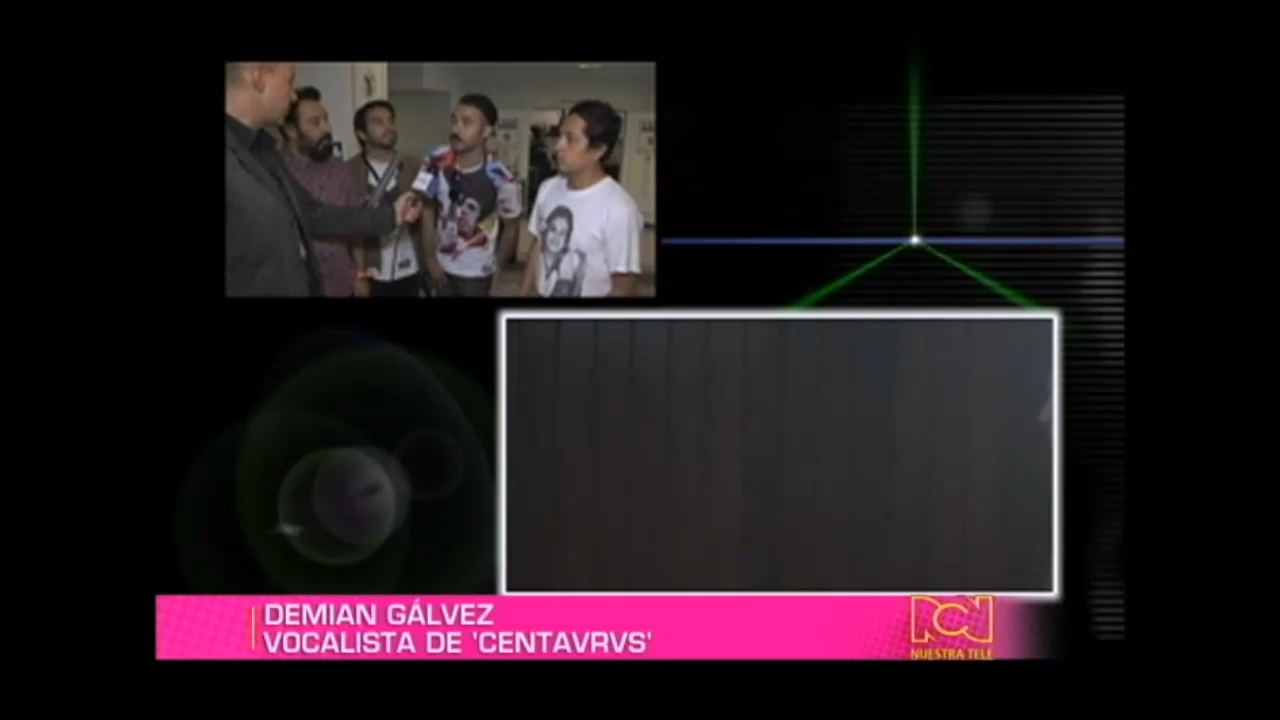 DEMIAN GÁLVEZ
VOCALISTA DE 'CENTAVRVS'
RCN
NUESTRA TELE